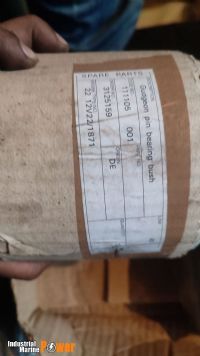 SPARE PARTS
Gudgeon pin bearing bush
111105 001
3125159 DE
22 12V22/1871
Industrial
Marine Power